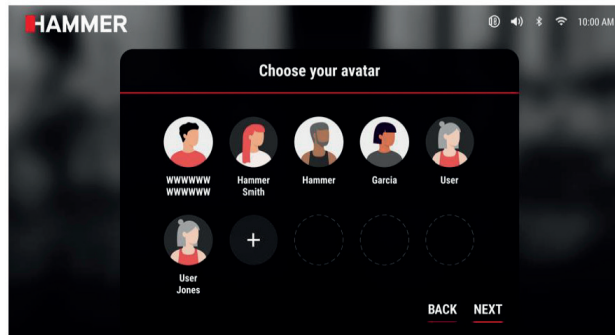 HAMMER
10:00 AM
Choose your avatar
WWWWWW
WWWWWW
Hammer
Smith
Hammer
Garcia
User
User
Jones
+
BACK NEXT